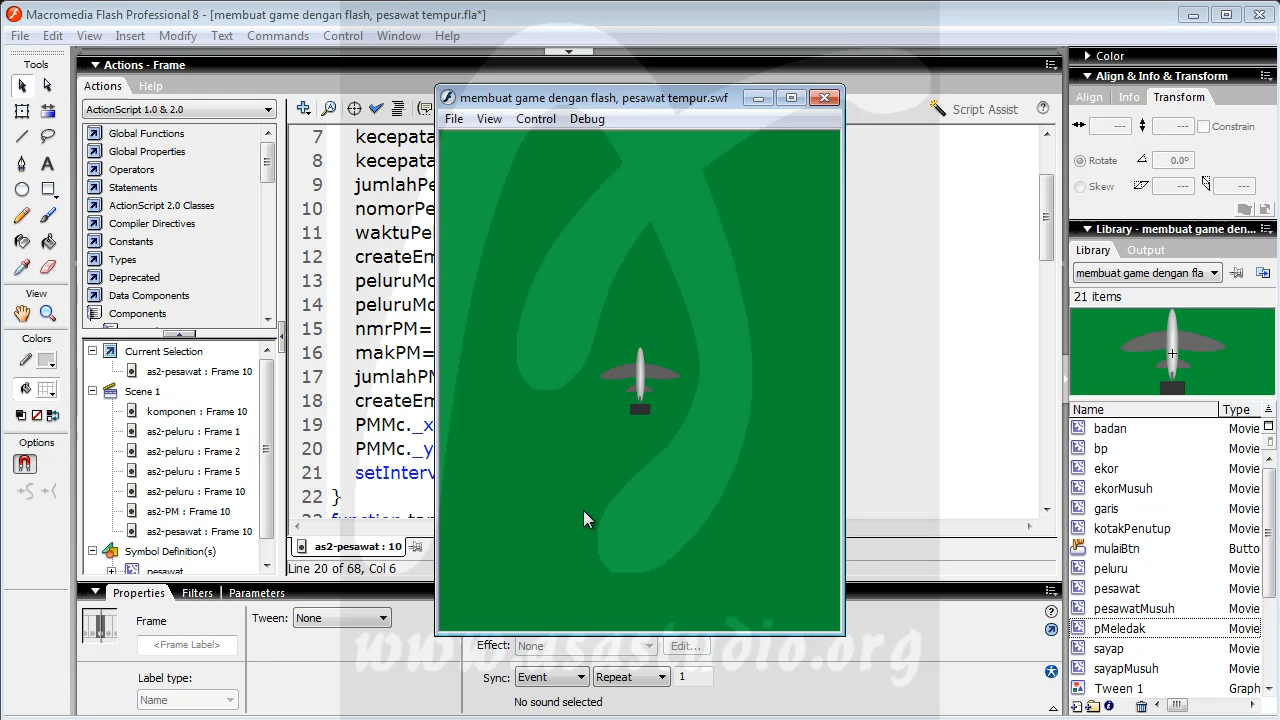 Macromedia Flash Professional 8 - [membuat game dengan flash, pesawat tempur.fla*]
File Edit View Insert Modify Text Commands Control Window Help
Tools
View
Colors
Options
Actions - Frame
Actions Help
ActionScript 1.0 & 2.0
Global Functions
Global Properties
Operators
Statements
ActionScript 2.0 Classes
Compiler Directives
Constants
Types
Deprecated
Data Components
Components
Current Selection
as2-pesawat : Frame 10
Scene 1
komponen : Frame 10
as2-peluru : Frame 1
as2-peluru : Frame 2
as2-peluru : Frame 5
as2-peluru : Frame 10
as2-PM : Frame 10
as2-pesawat : Frame 10
Symbol Definition(s)
pesawat
Script Assist
7 kecepata
8 kecepata
9 jumlahPe
10 nomorPe
11 waktuPe
12 createEm
13 peluruMc
14 peluruMc
15 nmrPM=
16 makPM=
17 jumlahPM
18 createEm
19 PMMc._x
20 PMMc._y
21 setInterv
22 }
as2-pesawat : 10
Line 20 of 68, Col 6
membuat game dengan flash, pesawat tempur.swf
File View Control Debug
Properties Filters Parameters
Frame
<Frame Label>
Label type:
Name
Tween: None
Effect: None Edit...
Sync: Event Repeat 1
No sound selected
www.asastudio.org
Color
Align & Info & Transform
Align Info Transform
--- --- Constrain
Rotate 0.0°
Skew --- ---
Library - membuat game den...
Library Output
membuat game dengan fla
21 items
Name Type
badan Movie
bp Movie
ekor Movie
ekorMusuh Movie
garis Movie
kotakPenutup Movie
mulaiBtn Butto
peluru Movie
pesawat Movie
pesawatMusuh Movie
pMeledak Movie
sayap Movie
sayapMusuh Movie
Tween 1 Graph